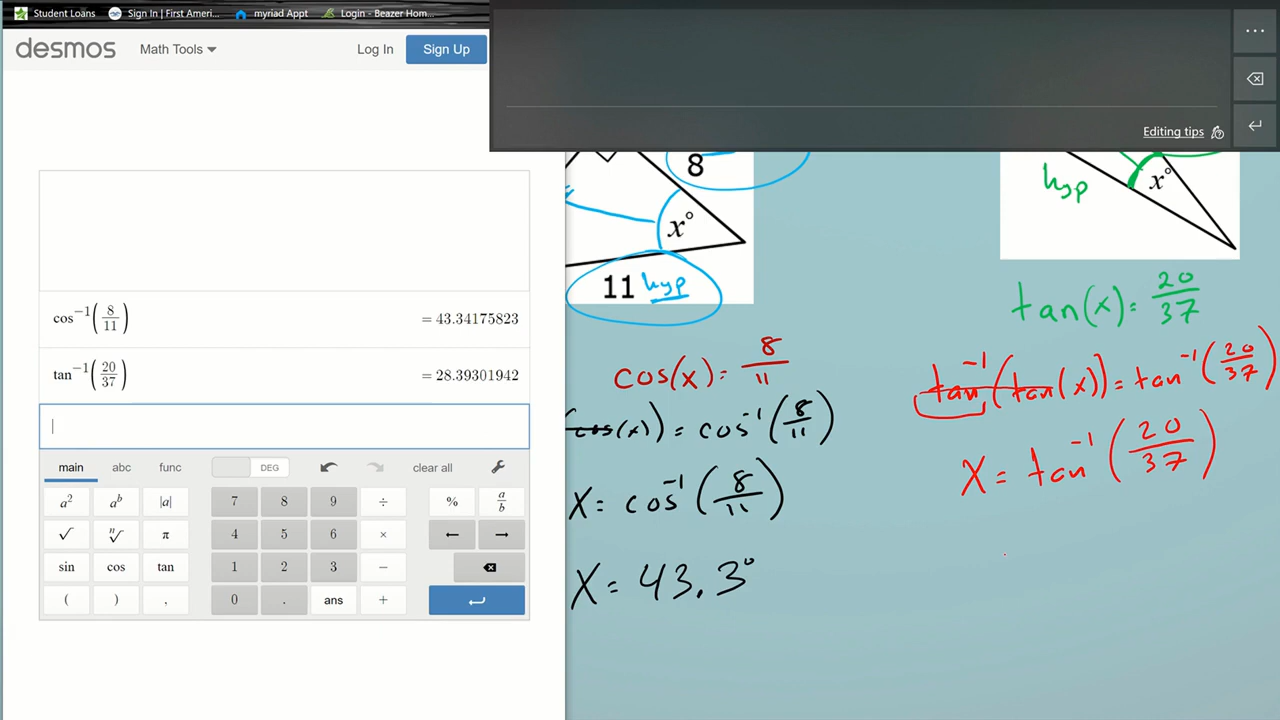 Student Loans Sign In | First Ameri... myriad Appt Login - Beazer Hom...
desmos Math Tools Log In Sign Up
Editing tips
cos⁻¹(8/11) = 43.34175823
tan⁻¹(20/37) = 28.39301942
main abc func DEG clear all
a² aᵇ |a| 7 8 9 ÷ % a/b
√ ⁿ√ π 4 5 6 × ← →
sin cos tan 1 2 3 −
( ) , 0 . ans +
8
x°
11 hyp
cos(x) = 8/11
(cos(x)) = cos⁻¹(8/11)
X = cos⁻¹(8/11)
X = 43.3°
hyp x°
tan(x) = 20/37
tan⁻¹(tan(x)) = tan⁻¹(20/37)
X = tan⁻¹(20/37)